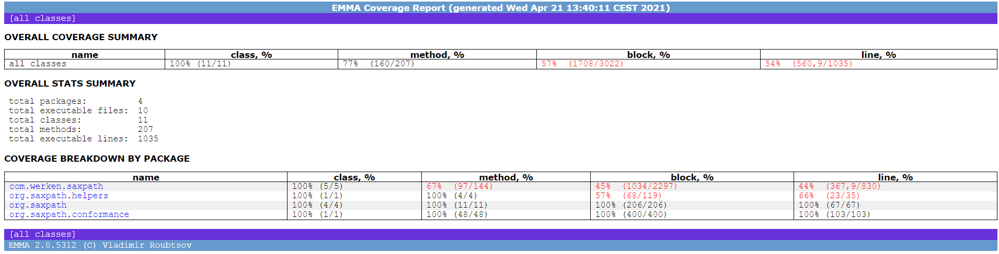 EMMA Coverage Report (generated Wed Apr 21 13:40:11 CEST 2021)
[all classes]
OVERALL COVERAGE SUMMARY
name class, % method, % block, % line, %
all classes 100% (11/11) 77% (160/207) 57% (1708/3022) 54% (560,9/1035)
OVERALL STATS SUMMARY
total packages: 4
total executable files: 10
total classes: 11
total methods: 207
total executable lines: 1035
COVERAGE BREAKDOWN BY PACKAGE
name class, % method, % block, % line, %
com.werken.saxpath 100% (5/5) 67% (97/144) 45% (1034/2297) 44% (367,9/830)
org.saxpath.helpers 100% (1/1) 100% (4/4) 57% (68/119) 66% (23/35)
org.saxpath 100% (4/4) 100% (11/11) 100% (206/206) 100% (67/67)
org.saxpath.conformance 100% (1/1) 100% (48/48) 100% (400/400) 100% (103/103)
[all classes]
EMMA 2.0.5312 (C) Vladimir Roubtsov